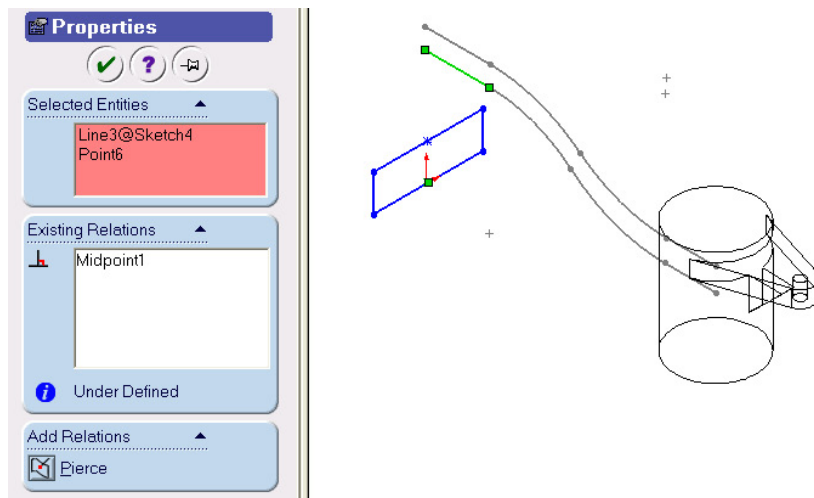 Properties
?
Selected Entities
Line3@Sketch4
Point6
Existing Relations
Midpoint1
i Under Defined
Add Relations
Pierce